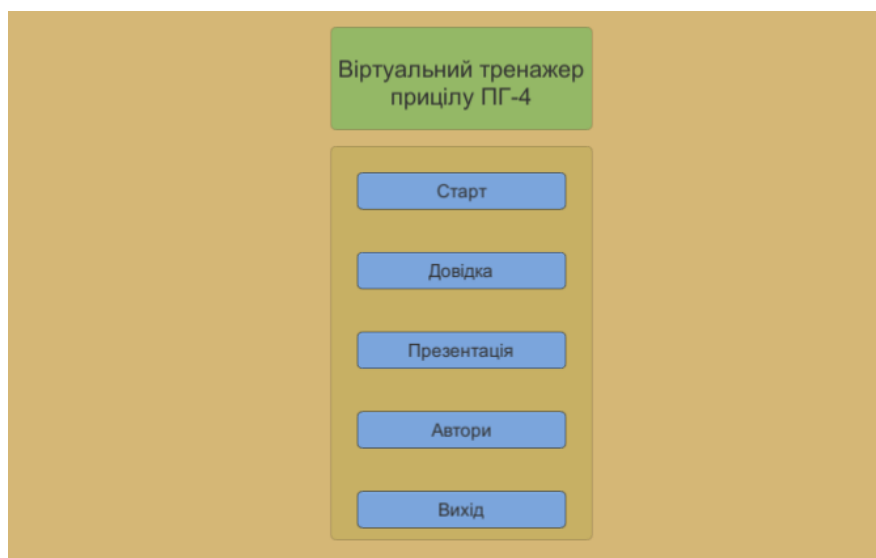 Віртуальний тренажер
прицілу ПГ-4
Старт
Довідка
Презентація
Автори
Вихід